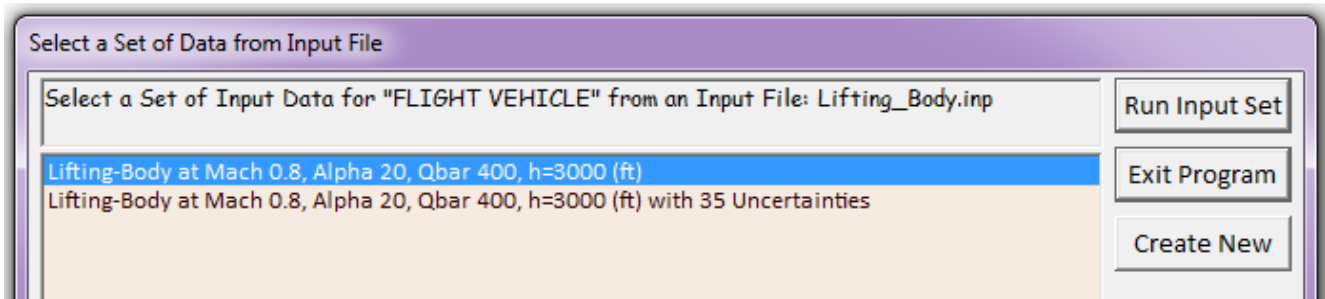 Select a Set of Data from Input File
Select a Set of Input Data for "FLIGHT VEHICLE" from an Input File: Lifting_Body.inp
Run Input Set
Lifting-Body at Mach 0.8, Alpha 20, Qbar 400, h=3000 (ft)
Lifting-Body at Mach 0.8, Alpha 20, Qbar 400, h=3000 (ft) with 35 Uncertainties
Exit Program
Create New